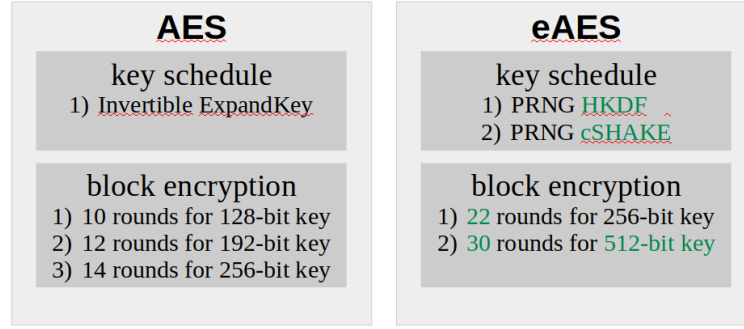 AES
key schedule
1) Invertible ExpandKey
block encryption
1) 10 rounds for 128-bit key
2) 12 rounds for 192-bit key
3) 14 rounds for 256-bit key
eAES
key schedule
1) PRNG HKDF
2) PRNG cSHAKE
block encryption
1) 22 rounds for 256-bit key
2) 30 rounds for 512-bit key